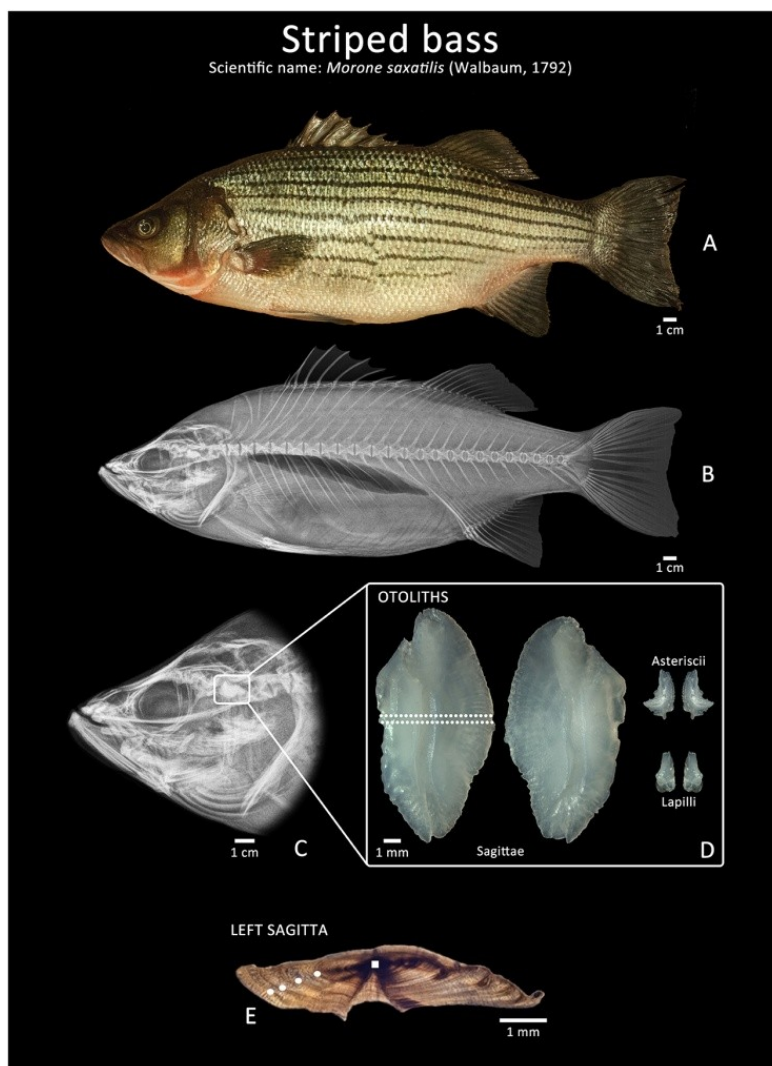 Striped bass
Scientific name: Morone saxatilis (Walbaum, 1792)
A
1 cm
B
1 cm
C
1 cm
OTOLITHS
Asteriscii
Lapilli
1 mm
Sagittae
D
LEFT SAGITTA
E
1 mm